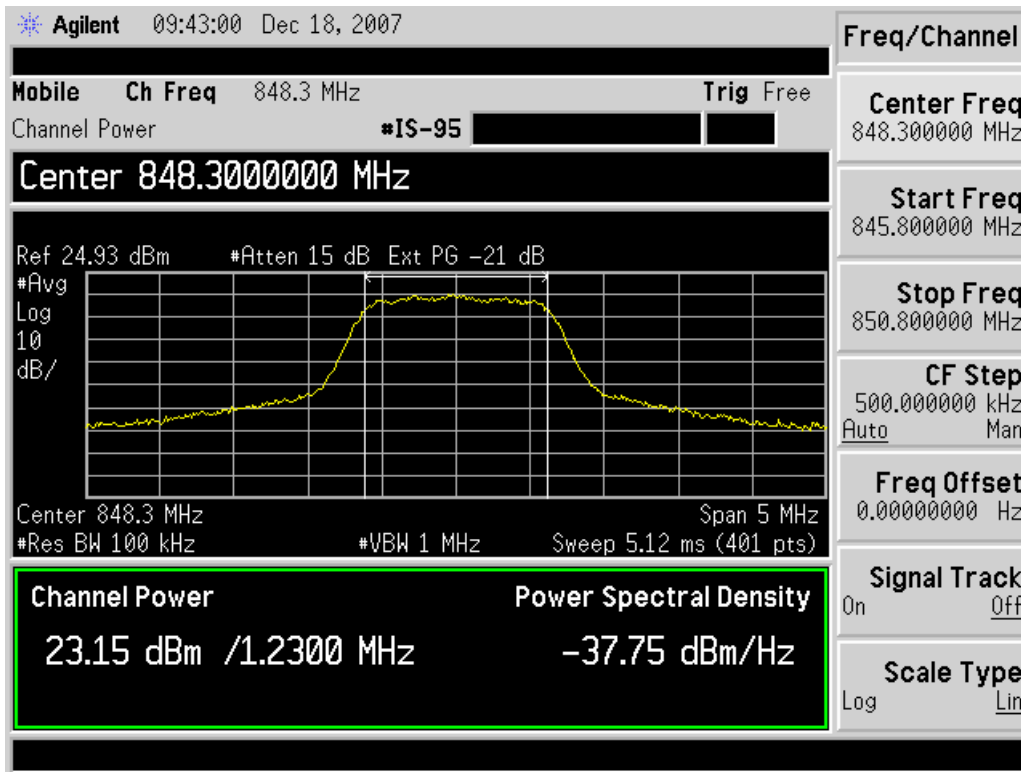 Agilent 09:43:00 Dec 18, 2007
Freq/Channel
Mobile Ch Freq 848.3 MHz Trig Free
Channel Power #IS-95
Center 848.3000000 MHz
Ref 24.93 dBm #Atten 15 dB Ext PG -21 dB
#Avg
Log
10
dB/
Center 848.3 MHz Span 5 MHz
#Res BW 100 kHz #VBW 1 MHz Sweep 5.12 ms (401 pts)
Channel Power Power Spectral Density
23.15 dBm /1.2300 MHz -37.75 dBm/Hz
Center Freq
848.300000 MHz
Start Freq
845.800000 MHz
Stop Freq
850.800000 MHz
CF Step
500.000000 kHz
Auto Man
Freq Offset
0.00000000 Hz
Signal Track
On Off
Scale Type
Log Lin